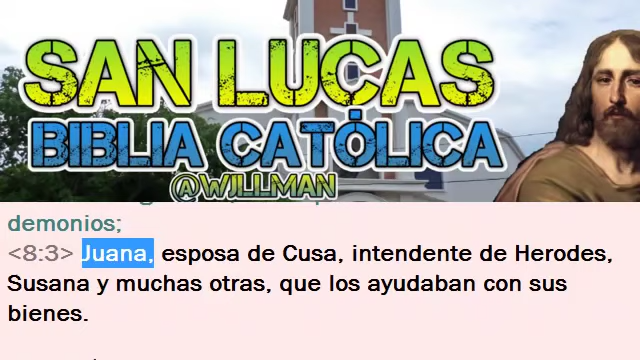 SAN LUCAS
BIBLIA CATÓLICA
@WJLLMAN
demonios;
<8:3> Juana, esposa de Cusa, intendente de Herodes,
Susana y muchas otras, que los ayudaban con sus
bienes.